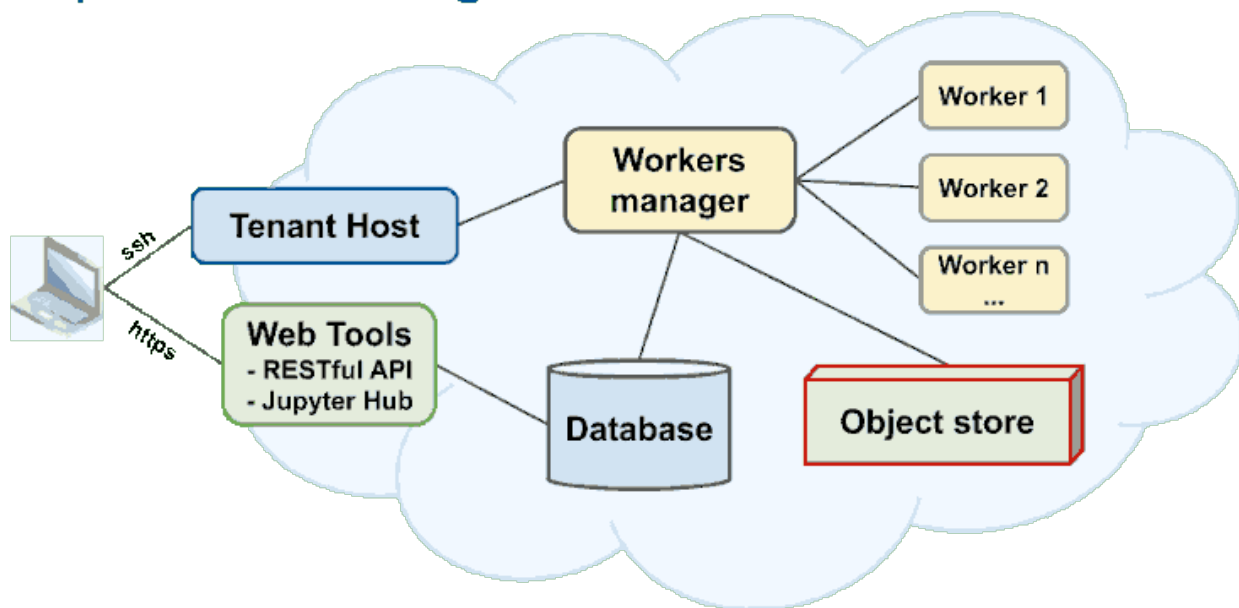 ssh
https
Tenant Host
Web Tools
- RESTful API
- Jupyter Hub
Workers
manager
Worker 1
Worker 2
Worker n
...
Database
Object store